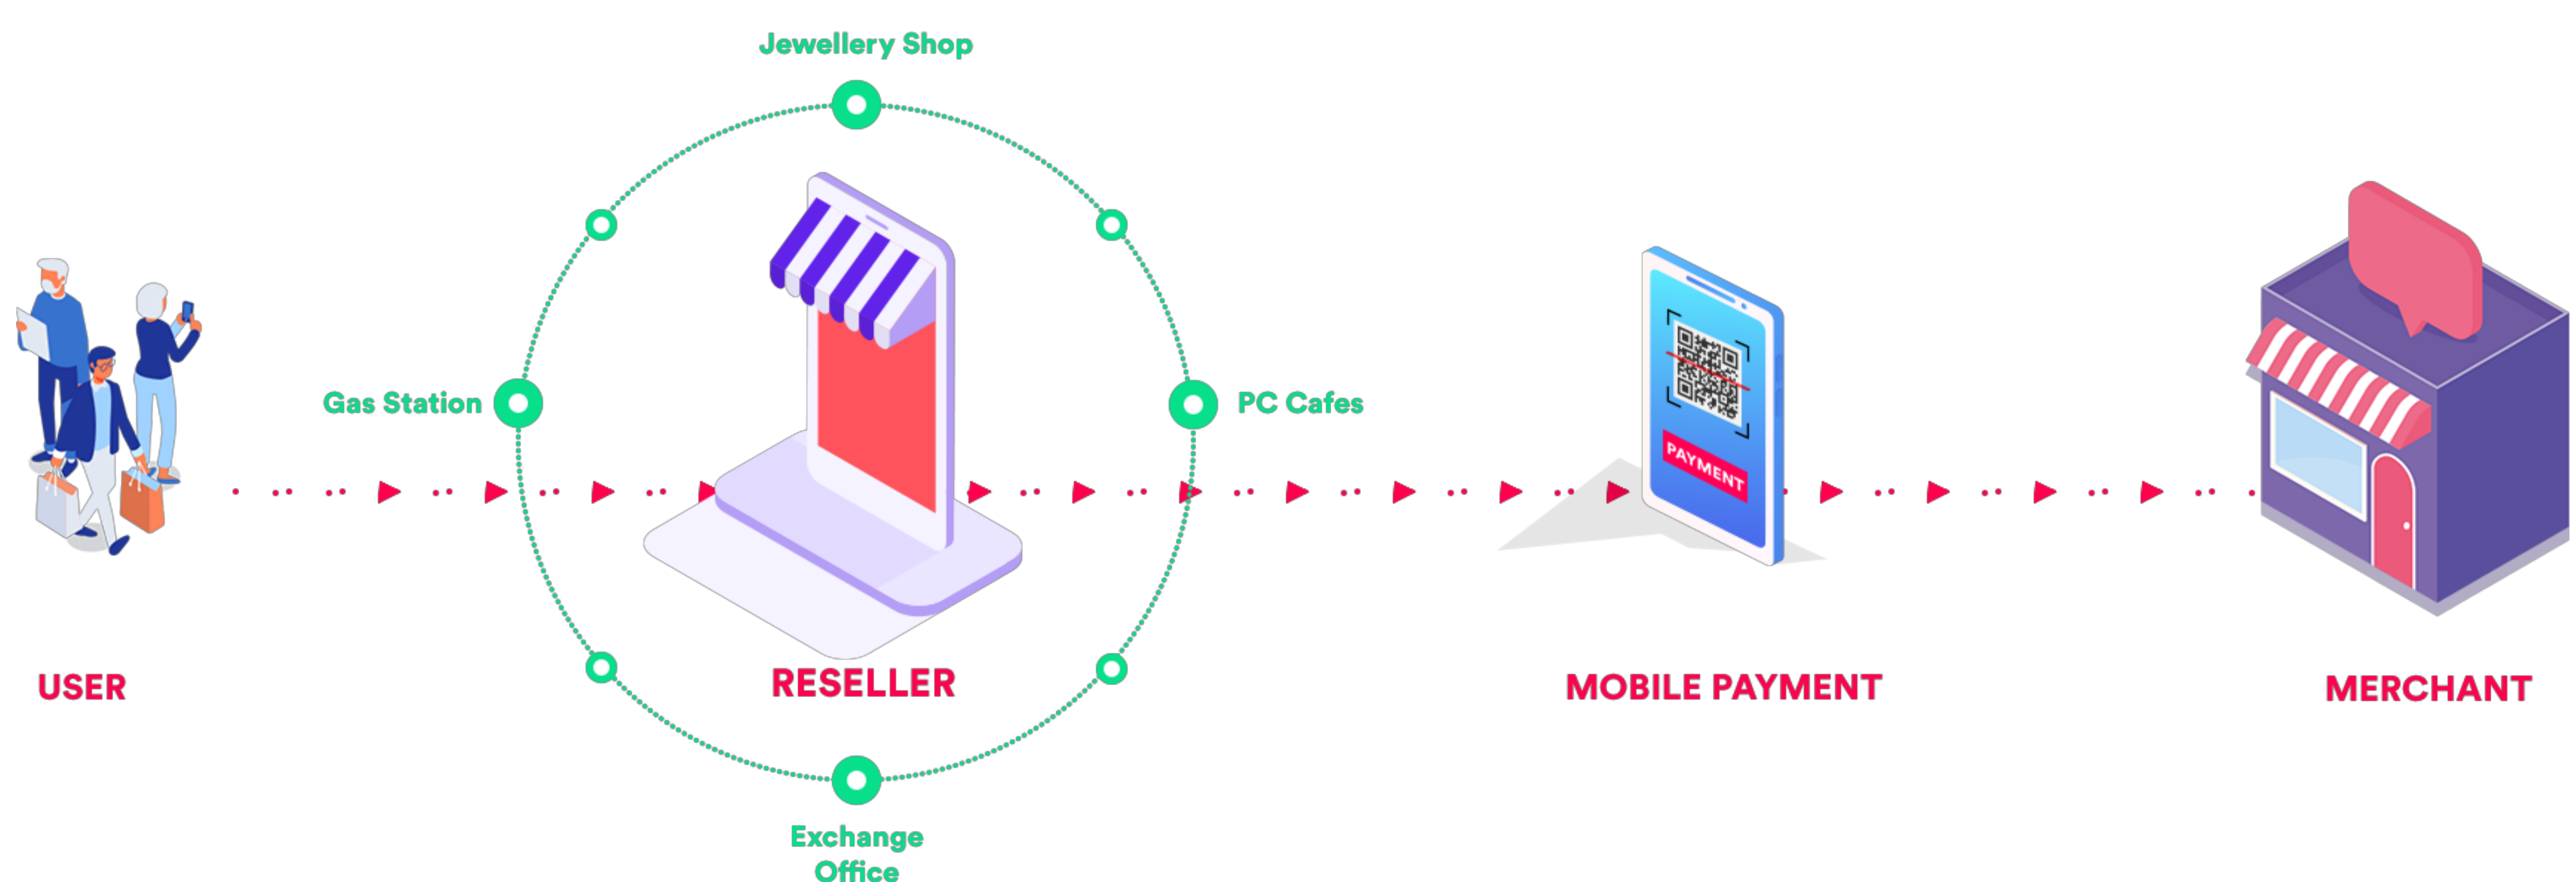 Jewellery Shop
Gas Station
PC Cafes
PAYMENT
USER
RESELLER
MOBILE PAYMENT
MERCHANT
Exchange
Office